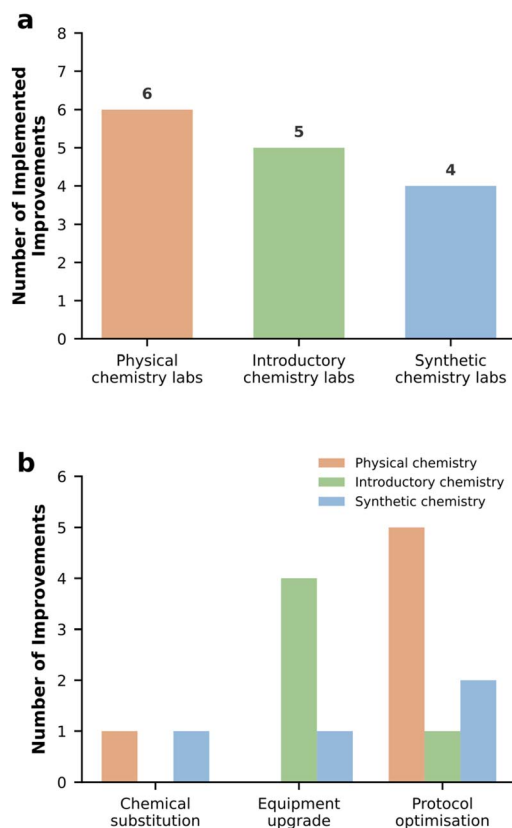 a
8
7
6
5
4
3
2
1
0
Number of Implemented
Improvements
6
5
4
Physical
chemistry labs
Introductory
chemistry labs
Synthetic
chemistry labs
b
Physical chemistry
Introductory chemistry
Synthetic chemistry
6
5
4
3
2
1
0
Number of Improvements
Chemical
substitution
Equipment
upgrade
Protocol
optimisation